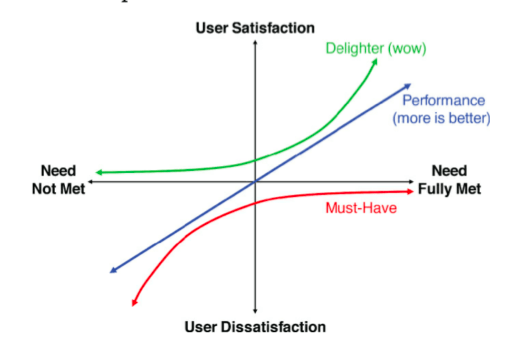 User Satisfaction
Delighter (wow)
Performance
(more is better)
Need
Not Met
Need
Fully Met
Must-Have
User Dissatisfaction